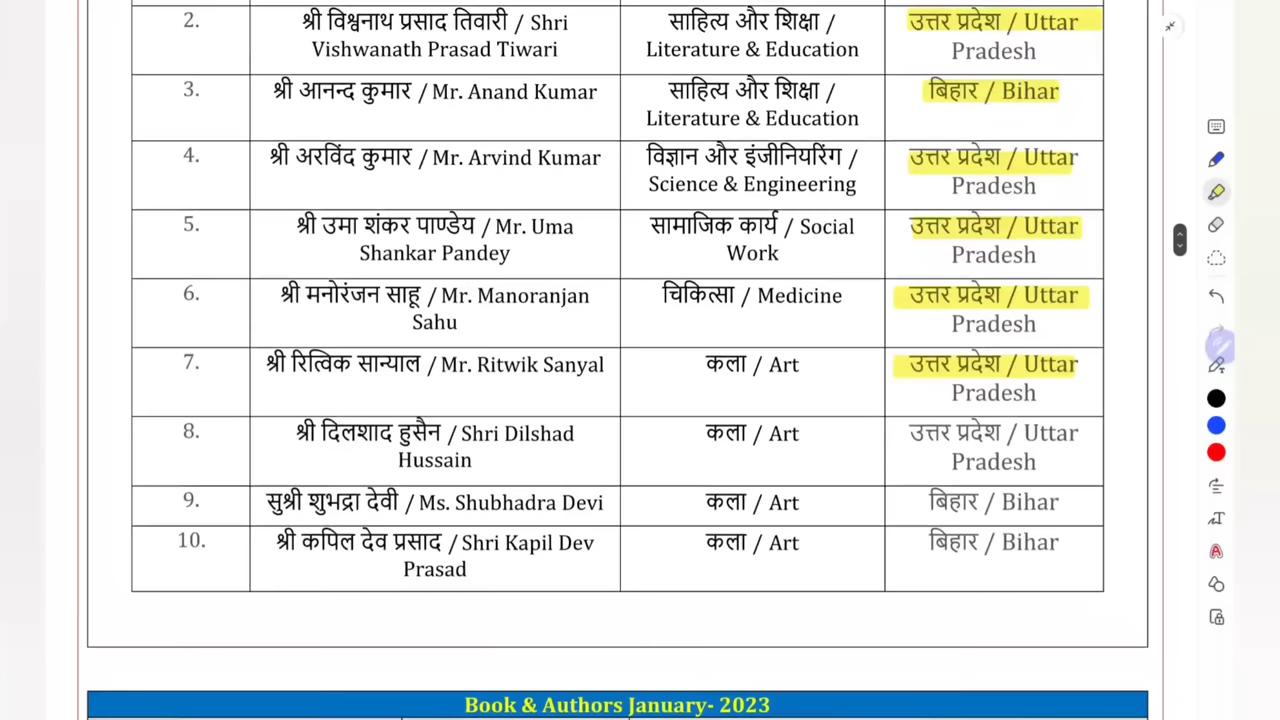 2. श्री विश्वनाथ प्रसाद तिवारी / Shri साहित्य और शिक्षा / उत्तर प्रदेश / Uttar
Vishwanath Prasad Tiwari Literature & Education Pradesh
3. श्री आनन्द कुमार / Mr. Anand Kumar साहित्य और शिक्षा / बिहार / Bihar
Literature & Education
4. श्री अरविंद कुमार / Mr. Arvind Kumar विज्ञान और इंजीनियरिंग / उत्तर प्रदेश / Uttar
Science & Engineering Pradesh
5. श्री उमा शंकर पाण्डेय / Mr. Uma सामाजिक कार्य / Social उत्तर प्रदेश / Uttar
Shankar Pandey Work Pradesh
6. श्री मनोरंजन साहू / Mr. Manoranjan चिकित्सा / Medicine उत्तर प्रदेश / Uttar
Sahu Pradesh
7. श्री रित्विक सान्याल / Mr. Ritwik Sanyal कला / Art उत्तर प्रदेश / Uttar
Pradesh
8. श्री दिलशाद हुसैन / Shri Dilshad कला / Art उत्तर प्रदेश / Uttar
Hussain Pradesh
9. सुश्री शुभद्रा देवी / Ms. Shubhadra Devi कला / Art बिहार / Bihar
10. श्री कपिल देव प्रसाद / Shri Kapil Dev कला / Art बिहार / Bihar
Prasad
Book & Authors January- 2023